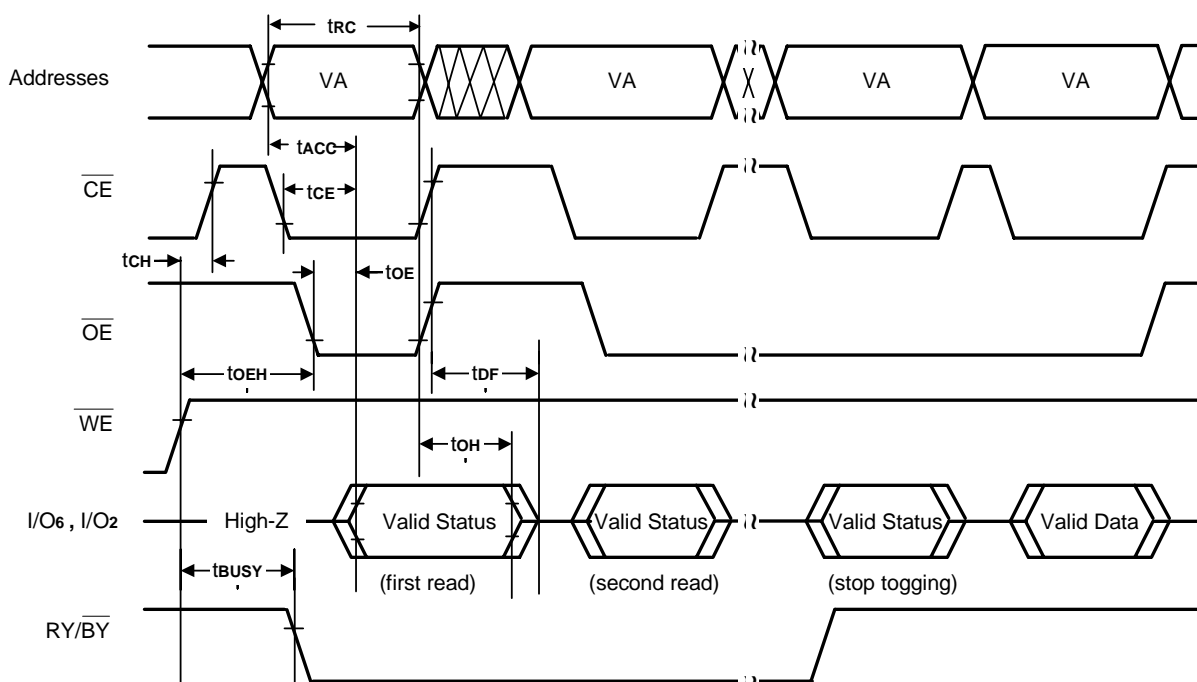 tRC
Addresses
VA
VA
VA
VA
tACC
CE
tCE
tCH
tOE
OE
tOEH
tDF
WE
tOH
I/O6 , I/O2
High-Z
Valid Status
Valid Status
Valid Status
Valid Data
tBUSY
(first read)
(second read)
(stop togging)
RY/BY